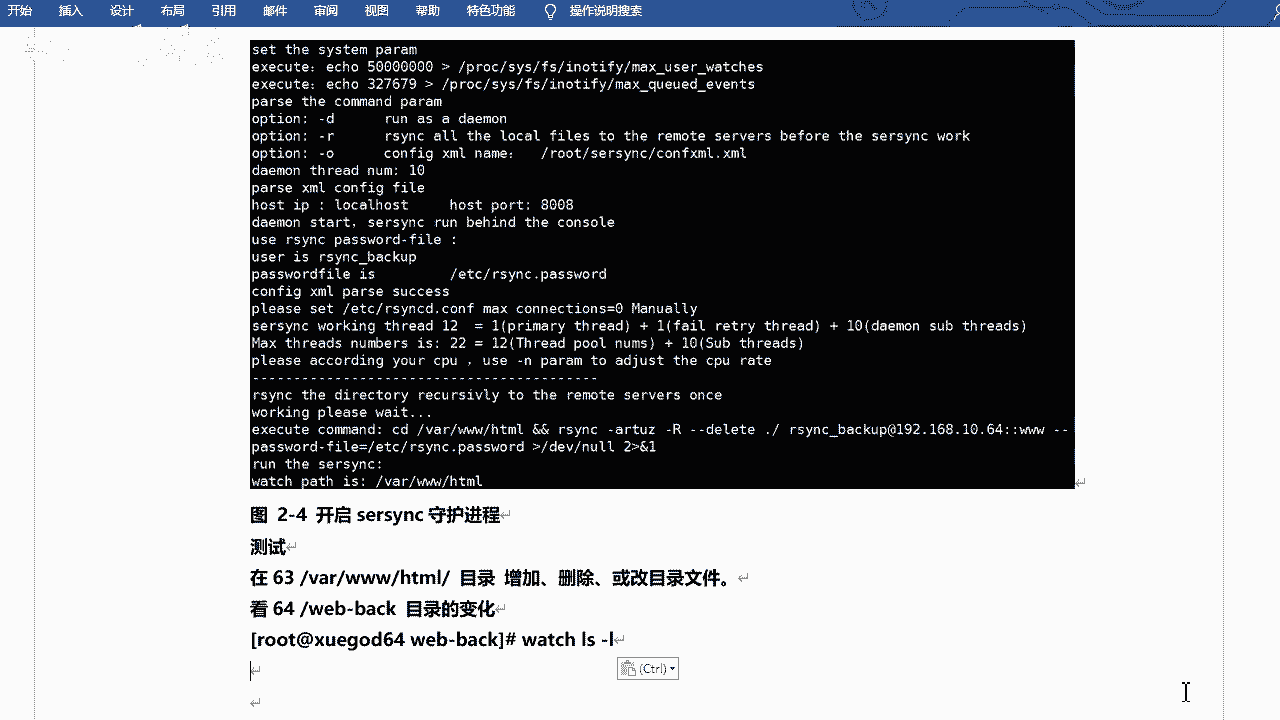 开始 插入 设计 布局 引用 邮件 审阅 视图 帮助 特色功能 操作说明搜索
set the system param
execute：echo 50000000 > /proc/sys/fs/inotify/max_user_watches
execute：echo 327679 > /proc/sys/fs/inotify/max_queued_events
parse the command param
option: -d      run as a daemon
option: -r      rsync all the local files to the remote servers before the sersync work
option: -o      config xml name：  /root/sersync/confxml.xml
daemon thread num: 10
parse xml config file
host ip : localhost     host port: 8008
daemon start，sersync run behind the console
use rsync password-file :
user is rsync_backup
passwordfile is         /etc/rsync.password
config xml parse success
please set /etc/rsyncd.conf max connections=0 Manually
sersync working thread 12  = 1(primary thread) + 1(fail retry thread) + 10(daemon sub threads)
Max threads numbers is: 22 = 12(Thread pool nums) + 10(Sub threads)
please according your cpu ，use -n param to adjust the cpu rate
------------------------------------------
rsync the directory recursivly to the remote servers once
working please wait...
execute command: cd /var/www/html && rsync -artuz -R --delete ./ rsync_backup@192.168.10.64::www --
password-file=/etc/rsync.password >/dev/null 2>&1
run the sersync:
watch path is: /var/www/html
图 2-4 开启 sersync 守护进程
测试
在 63 /var/www/html/ 目录 增加、删除、或改目录文件。
看 64 /web-back 目录的变化
[root@xuegod64 web-back]# watch ls -l
(Ctrl)